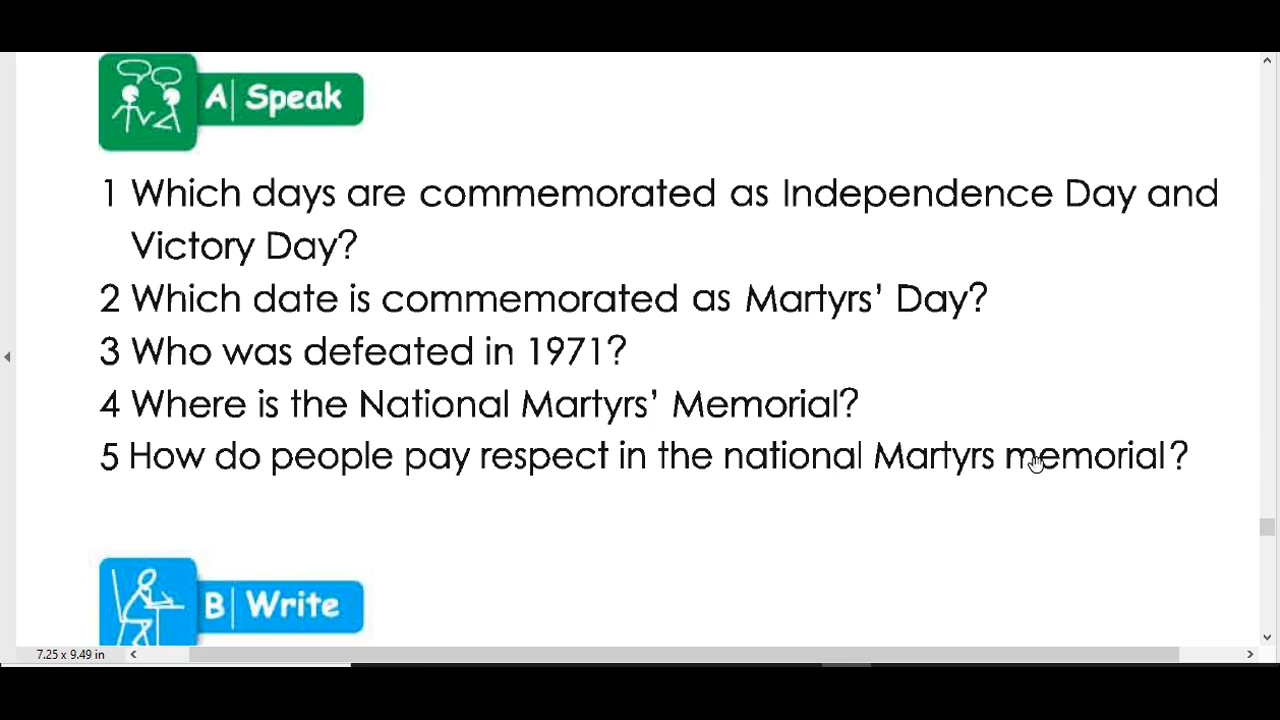 A | Speak
1 Which days are commemorated as Independence Day and
Victory Day?
2 Which date is commemorated as Martyrs’ Day?
3 Who was defeated in 1971?
4 Where is the National Martyrs’ Memorial?
5 How do people pay respect in the national Martyrs memorial?
B | Write
7.25 x 9.49 in